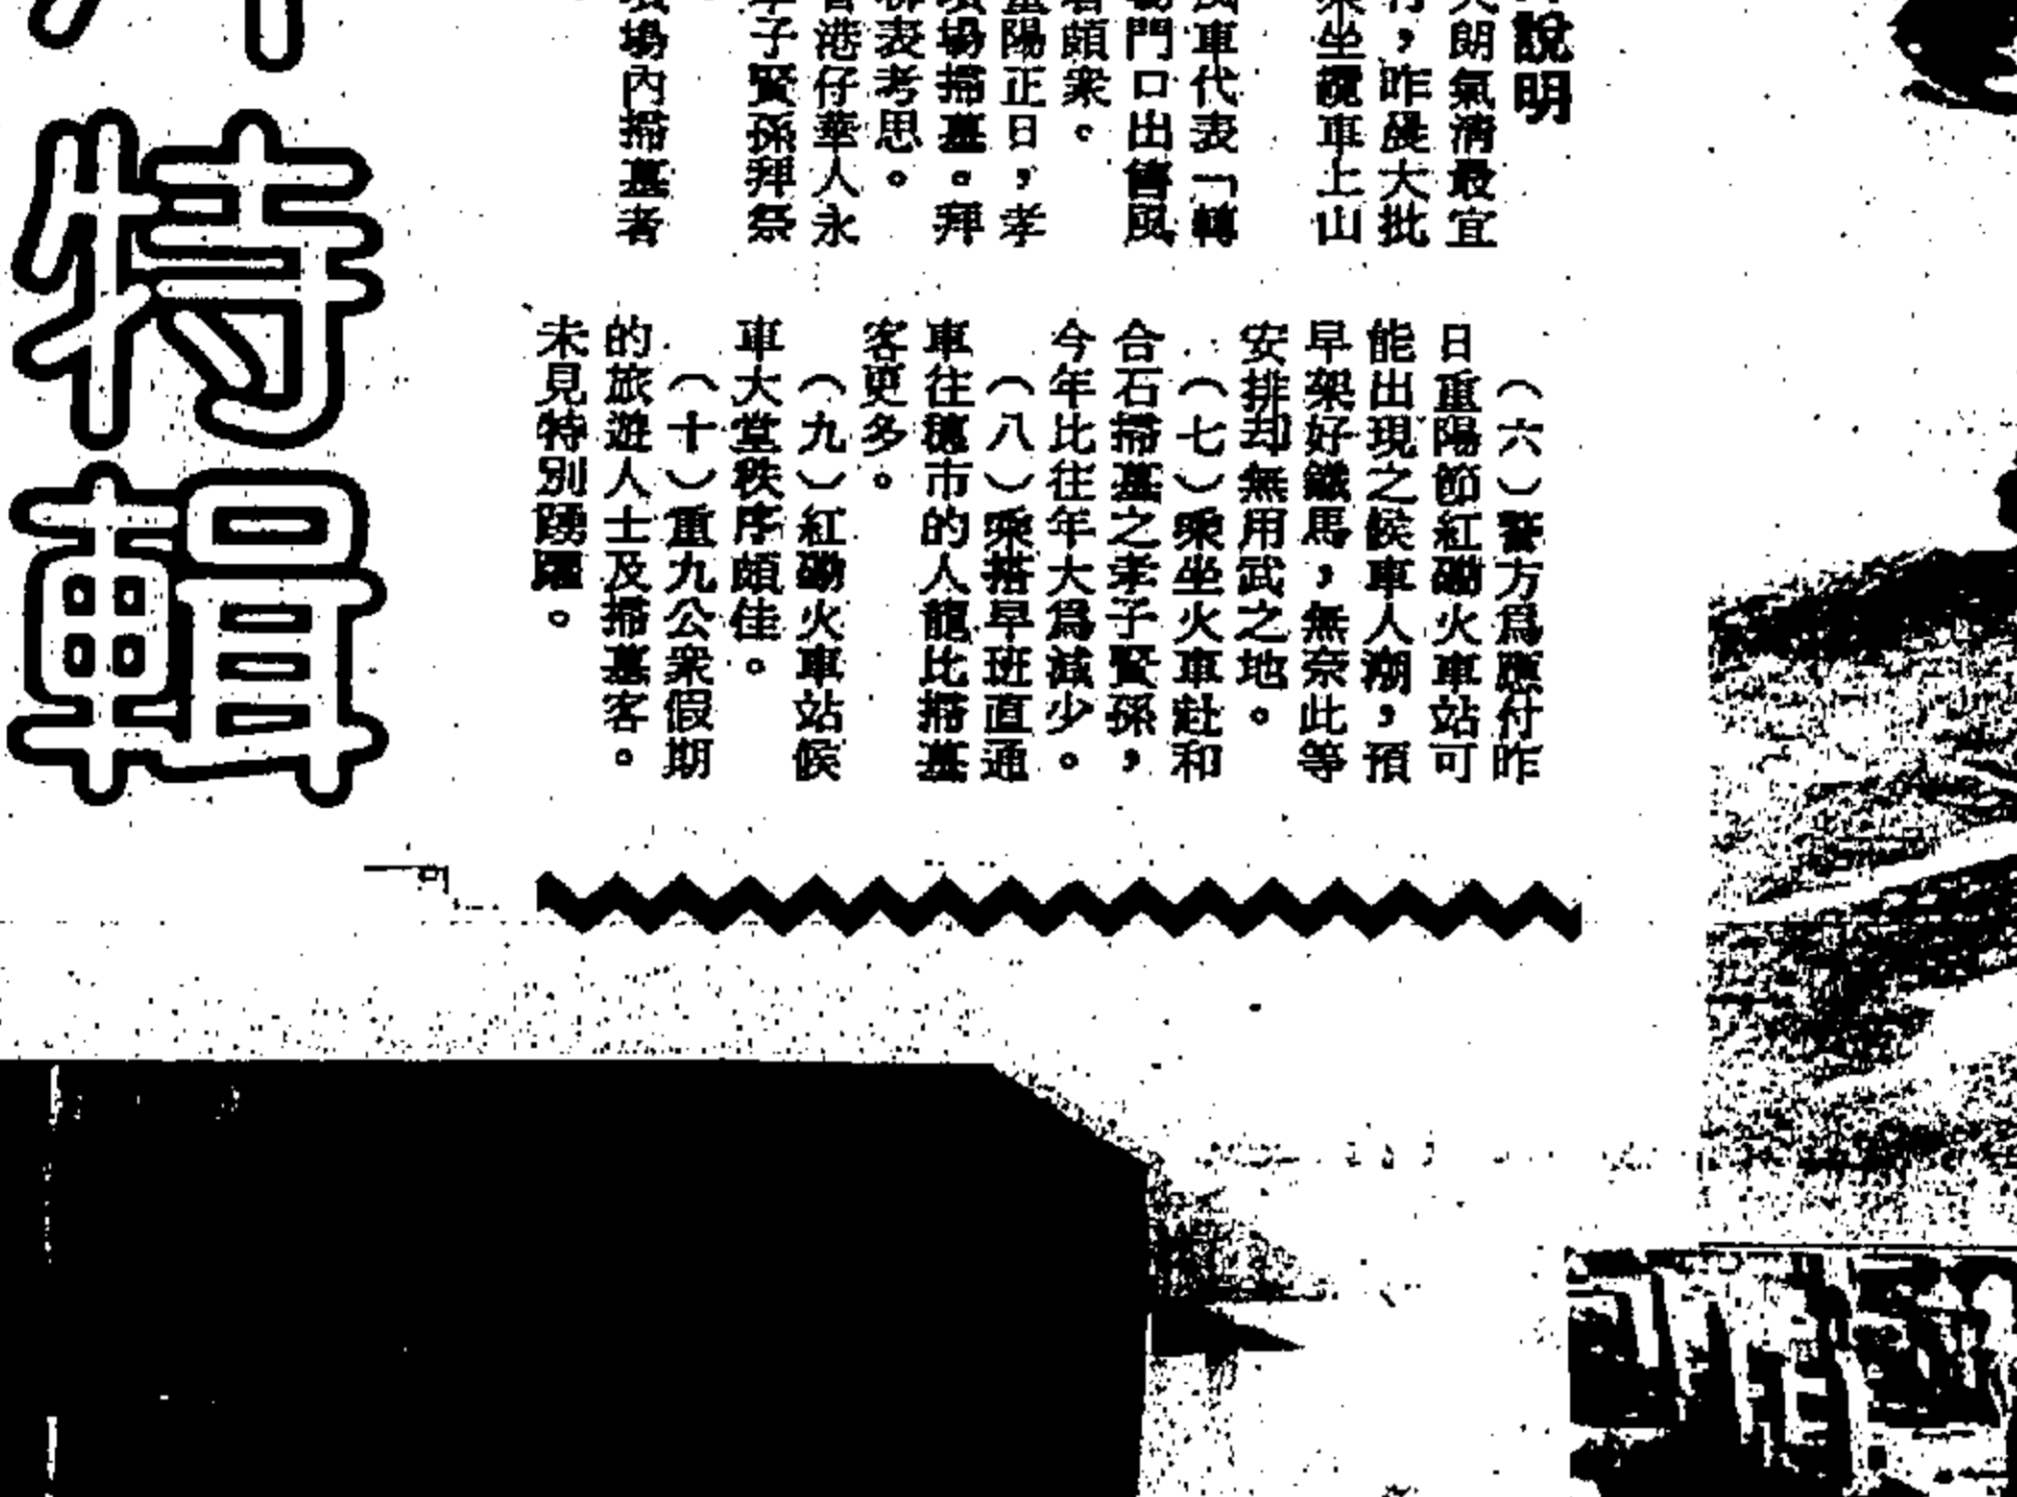 說明
天朗氣清最宜
，昨晨大批
乘坐纜車上山
風車代表「轉
場門口出售風
者頗衆。
重陽正日，孝
墳場掃墓。拜
表考思。
香港仔華人永
孝子賢孫拜祭
墳場內掃墓者
（六）警方爲應付昨
日重陽節紅磡火車站可
能出現之候車人潮，預
早架好鐵馬，無奈此等
安排却無用武之地。
（七）乘坐火車赴和
合石掃墓之孝子賢孫，
今年比往年大爲減少。
（八）乘搭早班直通
車往穗市的人龍比掃墓
客更多。
（九）紅磡火車站候
車大堂秩序頗佳。
（十）重九公衆假期
的旅遊人士及掃墓客。
未見特別踴躍。
特輯